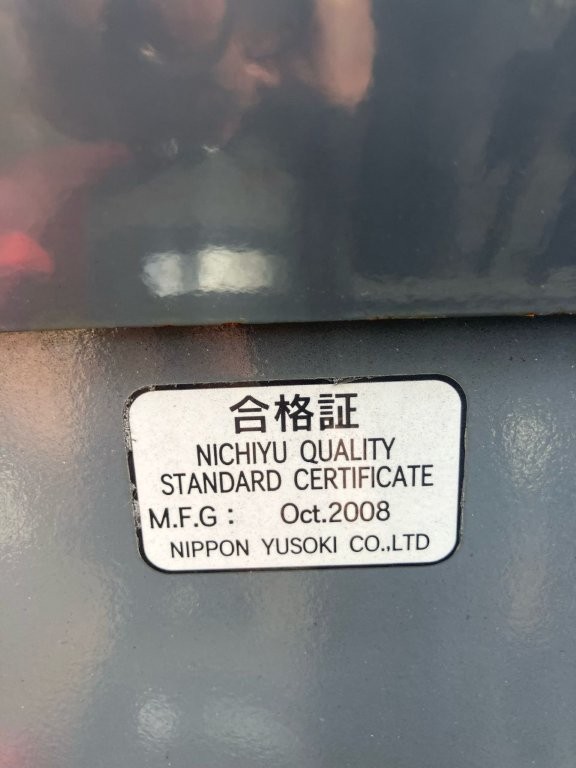 合格証
NICHIYU QUALITY
STANDARD CERTIFICATE
M.F.G : Oct.2008
NIPPON YUSOKI CO.,LTD